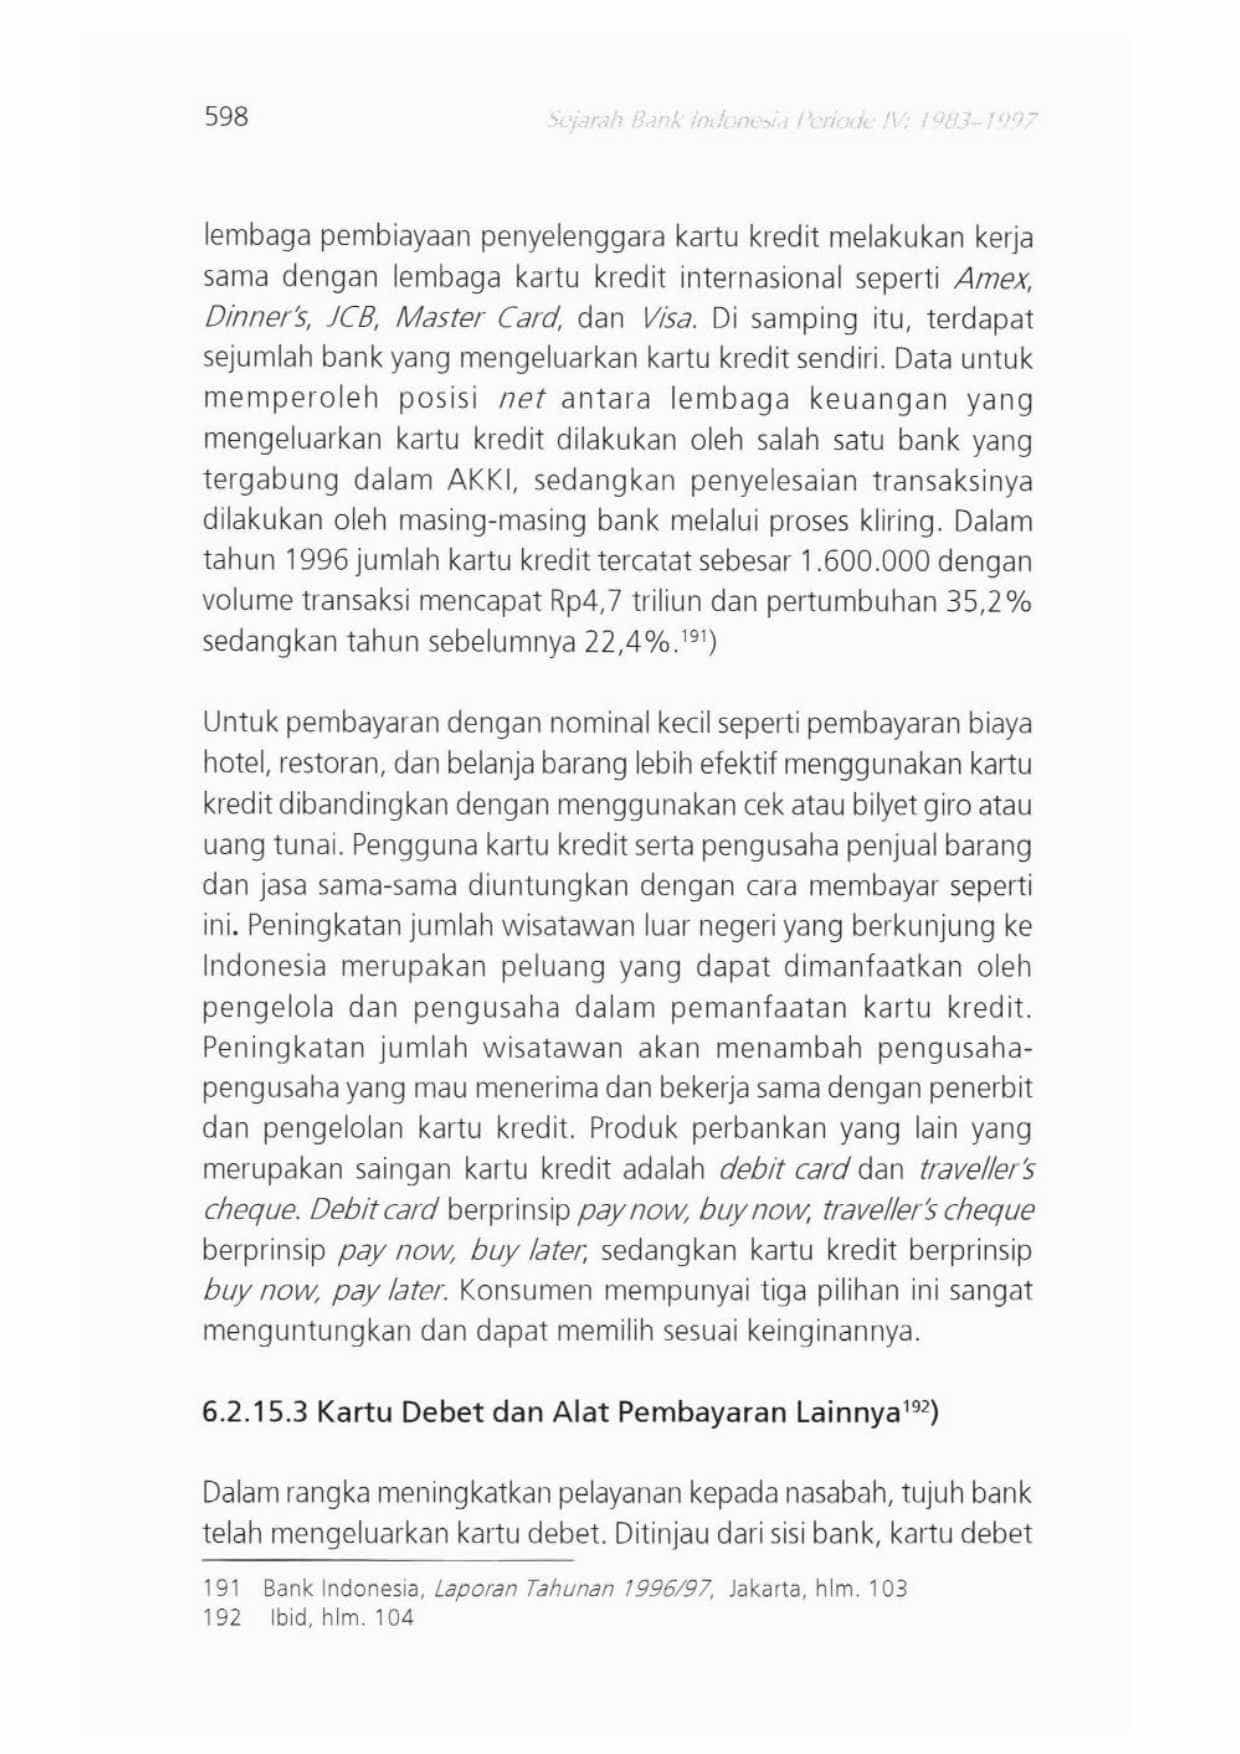 598
Sejarah Bank Indonesia Periode IV: 1983–1997
lembaga pembiayaan penyelenggara kartu kredit melakukan kerja
sama dengan lembaga kartu kredit internasional seperti Amex,
Dinner's, JCB, Master Card, dan Visa. Di samping itu, terdapat
sejumlah bank yang mengeluarkan kartu kredit sendiri. Data untuk
memperoleh posisi net antara lembaga keuangan yang
mengeluarkan kartu kredit dilakukan oleh salah satu bank yang
tergabung dalam AKKI, sedangkan penyelesaian transaksinya
dilakukan oleh masing-masing bank melalui proses kliring. Dalam
tahun 1996 jumlah kartu kredit tercatat sebesar 1.600.000 dengan
volume transaksi mencapat Rp4,7 triliun dan pertumbuhan 35,2%
sedangkan tahun sebelumnya 22,4%.¹⁹¹)
Untuk pembayaran dengan nominal kecil seperti pembayaran biaya
hotel, restoran, dan belanja barang lebih efektif menggunakan kartu
kredit dibandingkan dengan menggunakan cek atau bilyet giro atau
uang tunai. Pengguna kartu kredit serta pengusaha penjual barang
dan jasa sama-sama diuntungkan dengan cara membayar seperti
ini. Peningkatan jumlah wisatawan luar negeri yang berkunjung ke
Indonesia merupakan peluang yang dapat dimanfaatkan oleh
pengelola dan pengusaha dalam pemanfaatan kartu kredit.
Peningkatan jumlah wisatawan akan menambah pengusaha-
pengusaha yang mau menerima dan bekerja sama dengan penerbit
dan pengelolan kartu kredit. Produk perbankan yang lain yang
merupakan saingan kartu kredit adalah debit card dan traveller's
cheque. Debit card berprinsip pay now, buy now, traveller's cheque
berprinsip pay now, buy later, sedangkan kartu kredit berprinsip
buy now, pay later. Konsumen mempunyai tiga pilihan ini sangat
menguntungkan dan dapat memilih sesuai keinginannya.
6.2.15.3 Kartu Debet dan Alat Pembayaran Lainnya¹⁹²)
Dalam rangka meningkatkan pelayanan kepada nasabah, tujuh bank
telah mengeluarkan kartu debet. Ditinjau dari sisi bank, kartu debet
191 Bank Indonesia, Laporan Tahunan 1996/97, Jakarta, hlm. 103
192 Ibid, hlm. 104